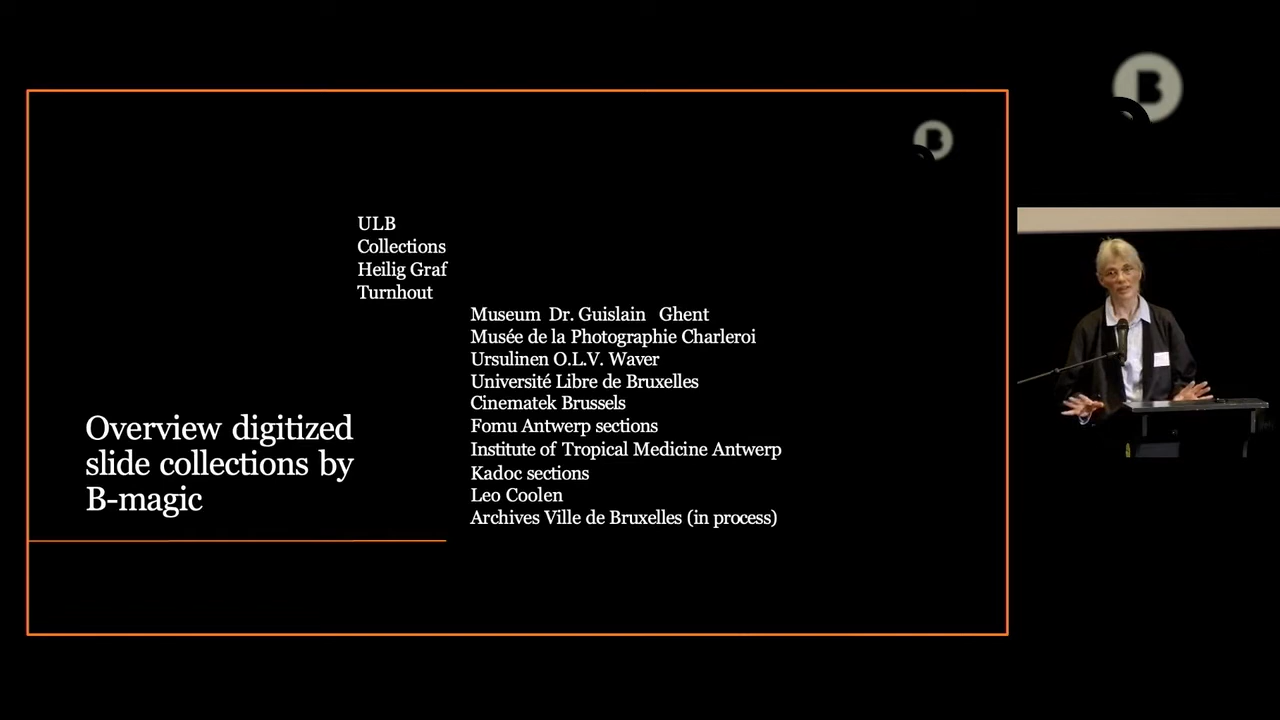 B
B
ULB
Collections
Heilig Graf
Turnhout
Museum Dr. Guislain Ghent
Musée de la Photographie Charleroi
Ursulinen O.L.V. Waver
Université Libre de Bruxelles
Cinematek Brussels
Fomu Antwerp sections
Institute of Tropical Medicine Antwerp
Kadoc sections
Leo Coolen
Archives Ville de Bruxelles (in process)
Overview digitized
slide collections by
B-magic